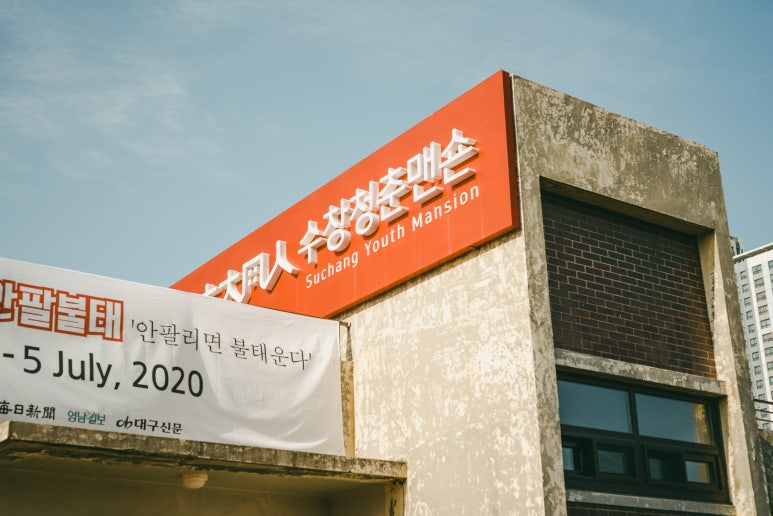 수창청춘맨숀
Suchang Youth Mansion
안팔불태 '안팔리면 불태운다'
-5 July, 2020
每日新聞 영남일보 대구신문